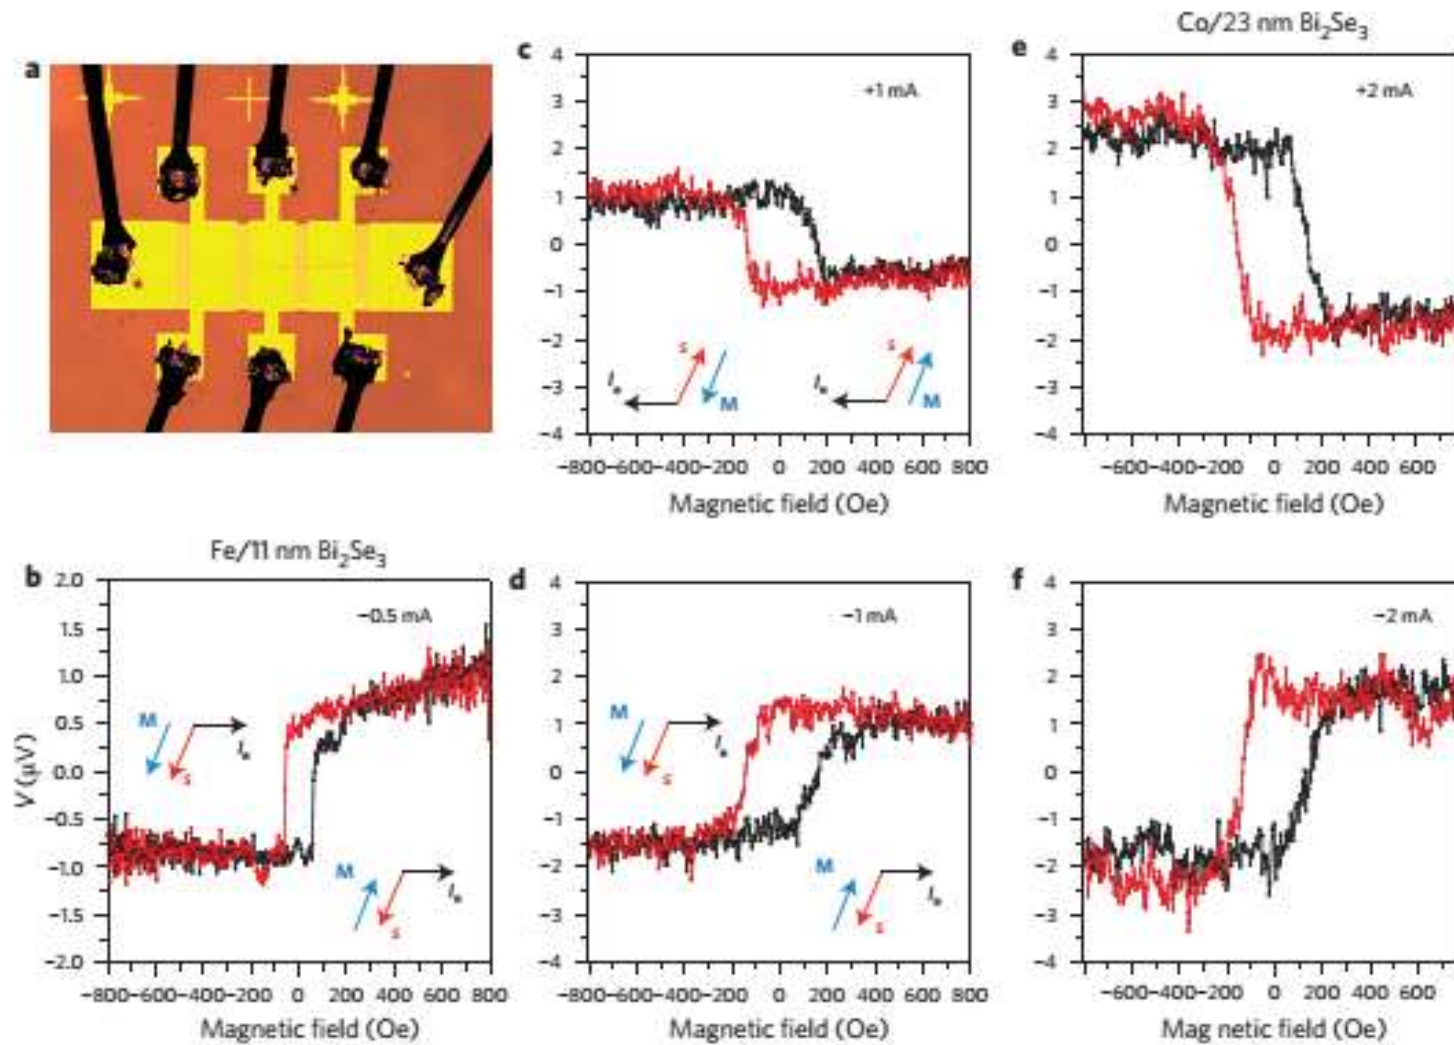 Co/23 nm Bi₂Se₃
a
c
+1 mA
4
3
2
1
0
−1
−2
−3
−4
s
M
Iₑ
s
M
Iₑ
−800−600−400−200 0 200 400 600 800
Magnetic field (Oe)
e
+2 mA
4
3
2
1
0
−1
−2
−3
−4
−600−400−200 0 200 400 600
Magnetic field (Oe)
Fe/11 nm Bi₂Se₃
b
−0.5 mA
2.0
1.5
1.0
0.5
0.0
−0.5
−1.0
−1.5
−2.0
V (μV)
M
s
Iₑ
M
s
Iₑ
−800−600−400−200 0 200 400 600 800
Magnetic field (Oe)
d
−1 mA
4
3
2
1
0
−1
−2
−3
−4
M
s
Iₑ
M
s
Iₑ
−800−600−400−200 0 200 400 600 800
Magnetic field (Oe)
f
−2 mA
4
3
2
1
0
−1
−2
−3
−4
−600−400−200 0 200 400 600
Mag netic field (Oe)